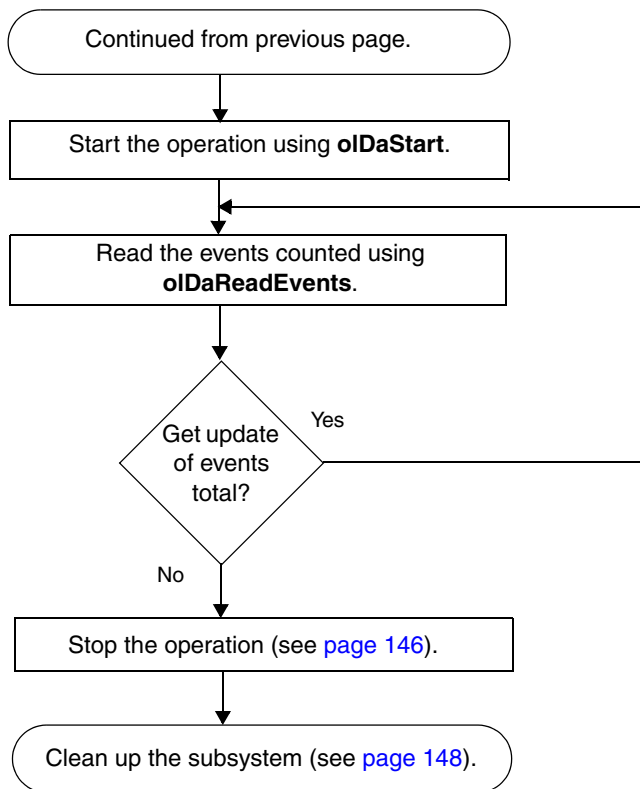 Continued from previous page.
Start the operation using olDaStart.
Read the events counted using
olDaReadEvents.
Get update
of events
total?
Yes
No
Stop the operation (see page 146).
Clean up the subsystem (see page 148).